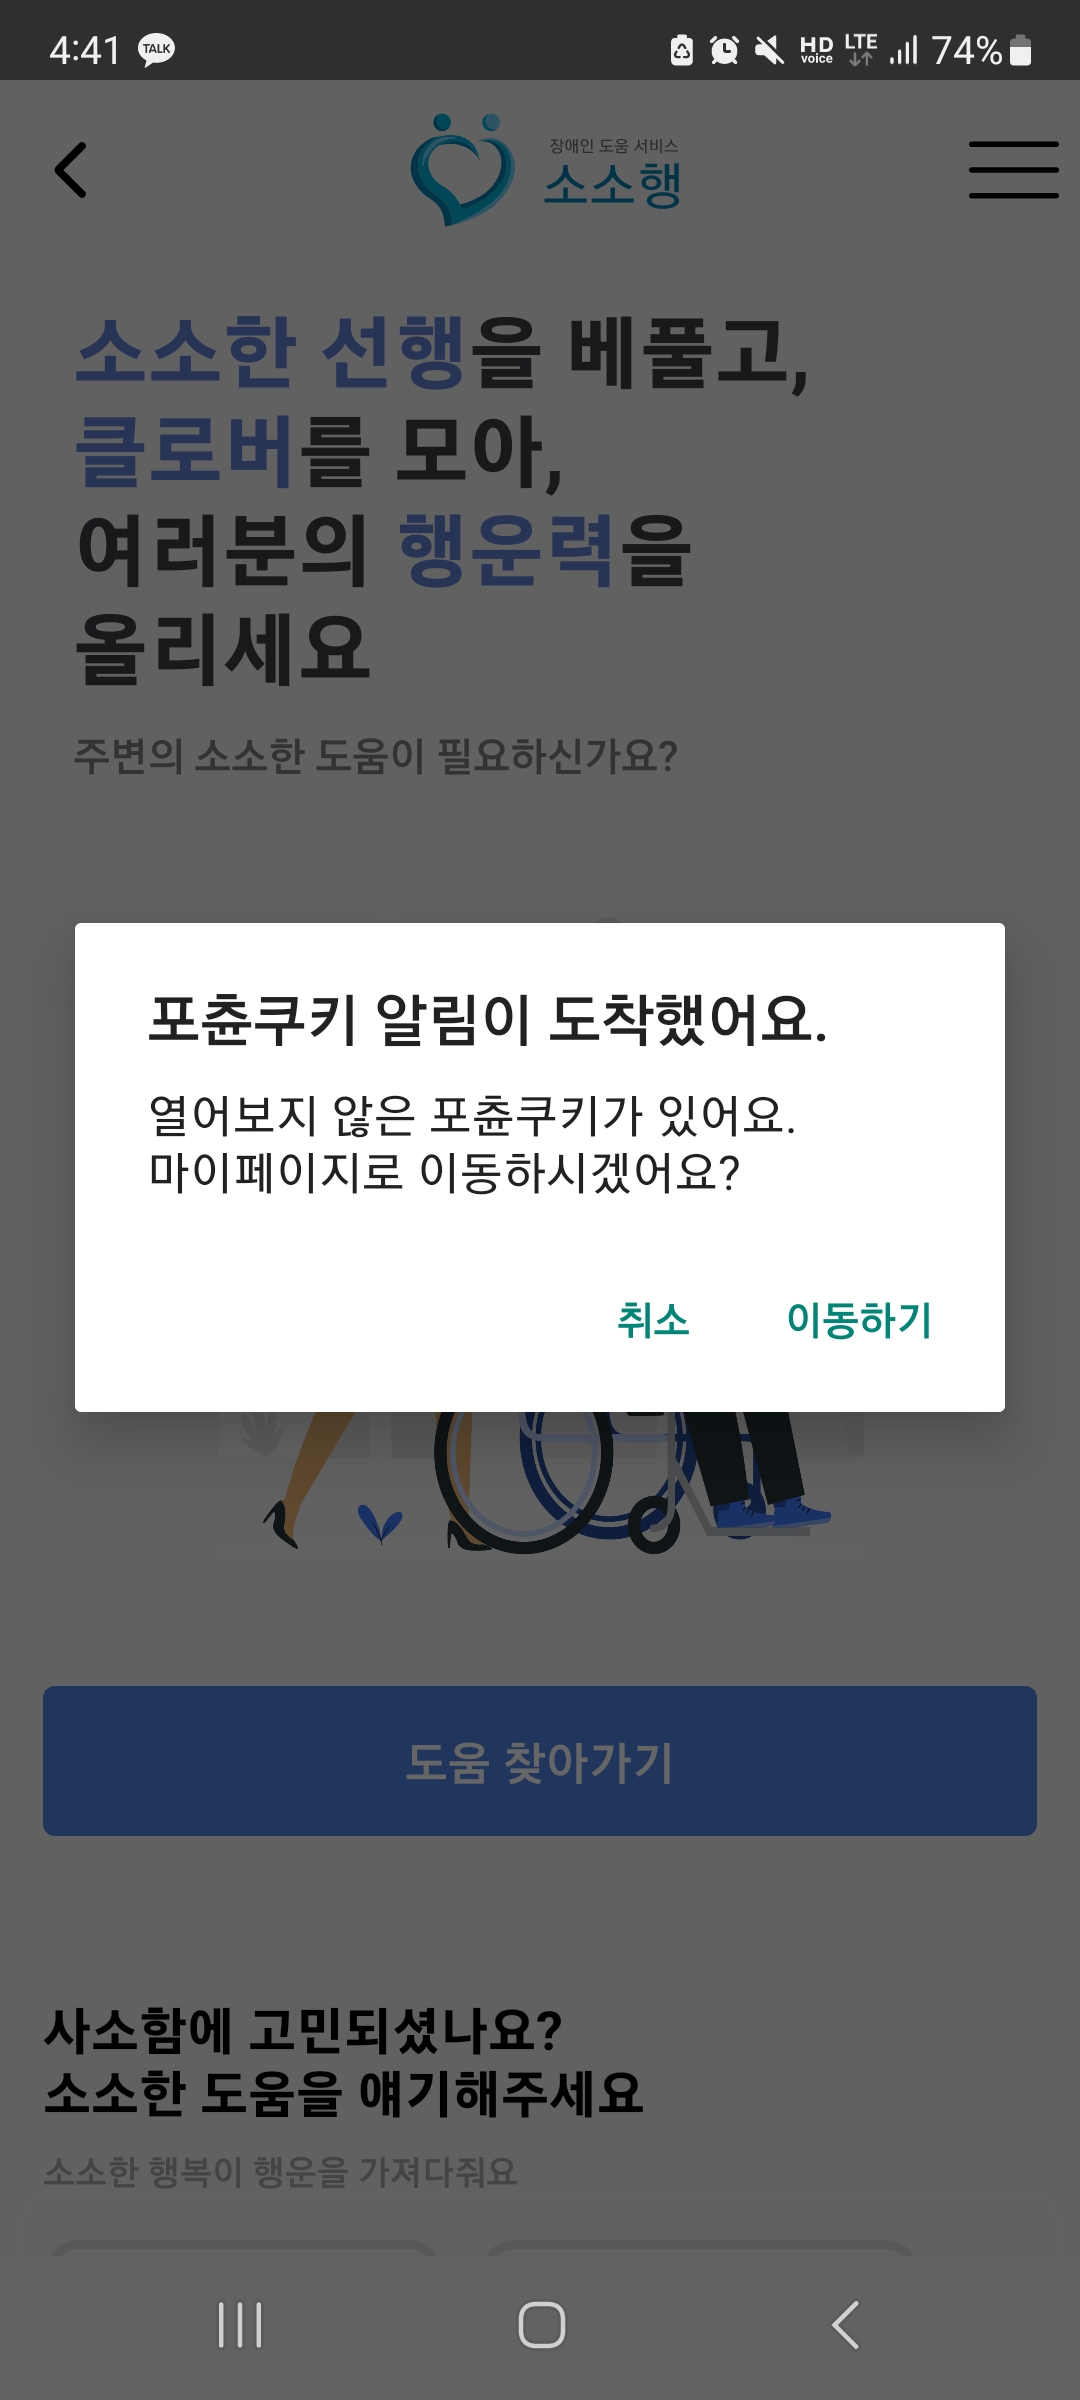 4:41 TALK HD voice LTE 74%
장애인 도움 서비스
소소행
소소한 선행을 베풀고,
클로버를 모아,
여러분의 행운력을
올리세요
주변의 소소한 도움이 필요하신가요?
포츈쿠키 알림이 도착했어요.
열어보지 않은 포츈쿠키가 있어요.
마이페이지로 이동하시겠어요?
취소 이동하기
도움 찾아가기
사소함에 고민되셨나요?
소소한 도움을 얘기해주세요
소소한 행복이 행운을 가져다줘요